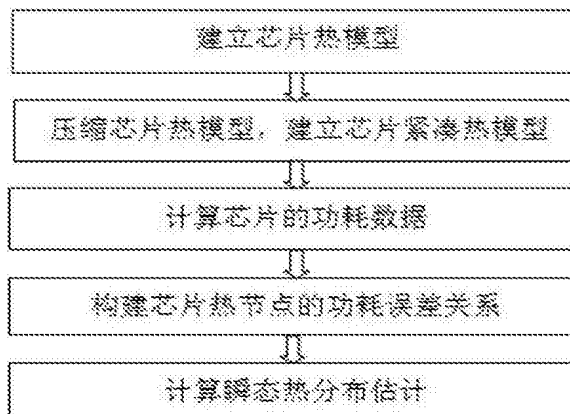 建立芯片热模型
压缩芯片热模型，建立芯片紧凑热模型
计算芯片的功耗数据
构建芯片热节点的功耗误差关系
计算瞬态热分布估计